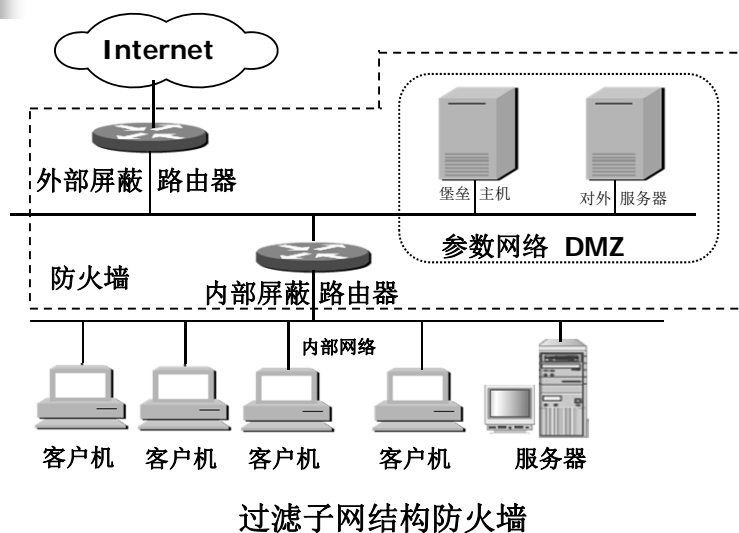 Internet
外部屏蔽 路由器
堡垒 主机
对外 服务器
参数网络 DMZ
防火墙
内部屏蔽 路由器
内部网络
客户机 客户机 客户机 客户机 服务器
过滤子网结构防火墙